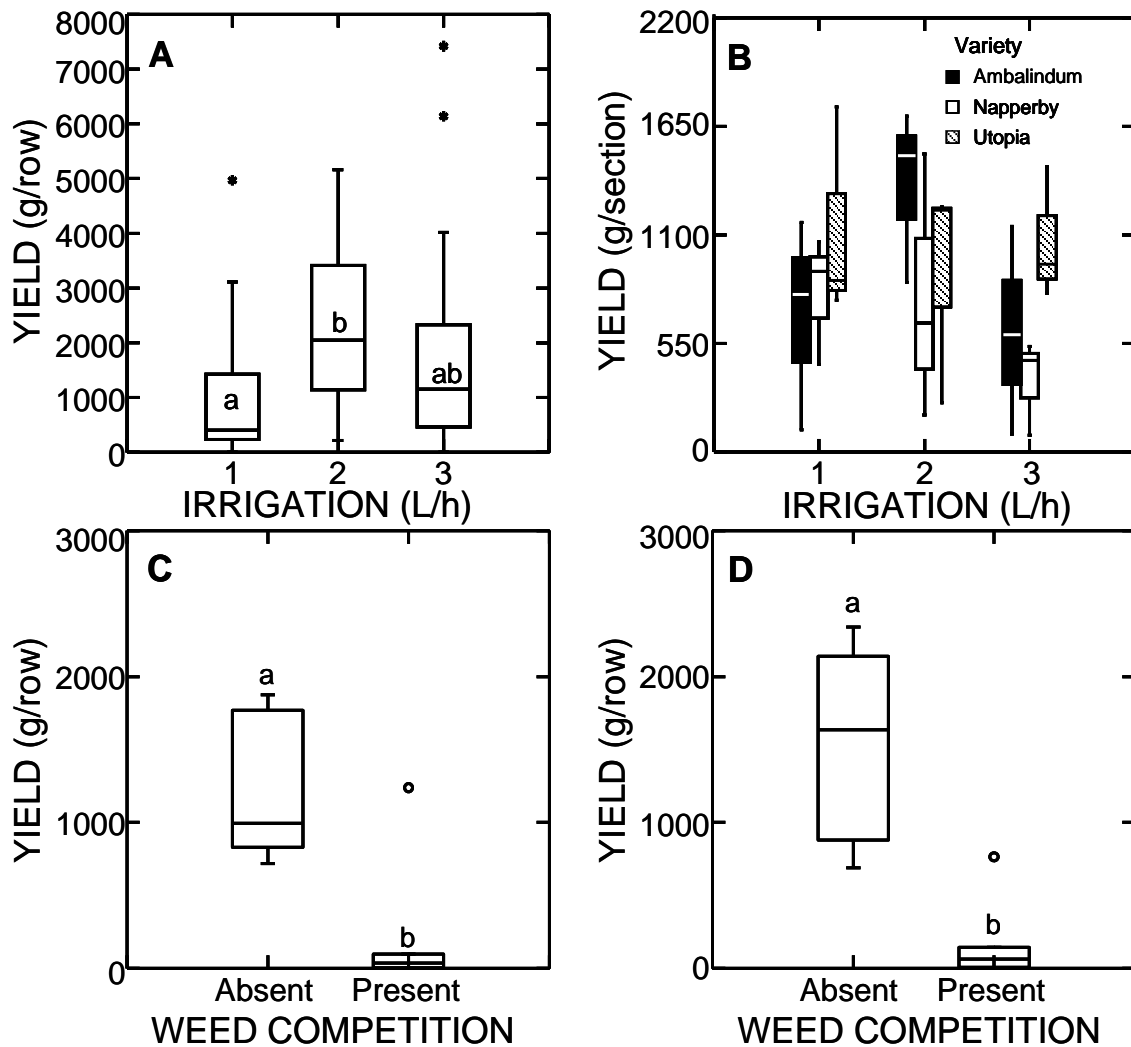 A
YIELD (g/row)
8000
7000
6000
5000
4000
3000
2000
1000
0
a
b
ab
1 2 3
IRRIGATION (L/h)
B
YIELD (g/section)
2200
1650
1100
550
0
Variety
Ambalindum
Napperby
Utopia
1 2 3
IRRIGATION (L/h)
C
YIELD (g/row)
3000
2000
1000
0
a
b
Absent Present
WEED COMPETITION
D
YIELD (g/row)
3000
2000
1000
0
a
b
Absent Present
WEED COMPETITION